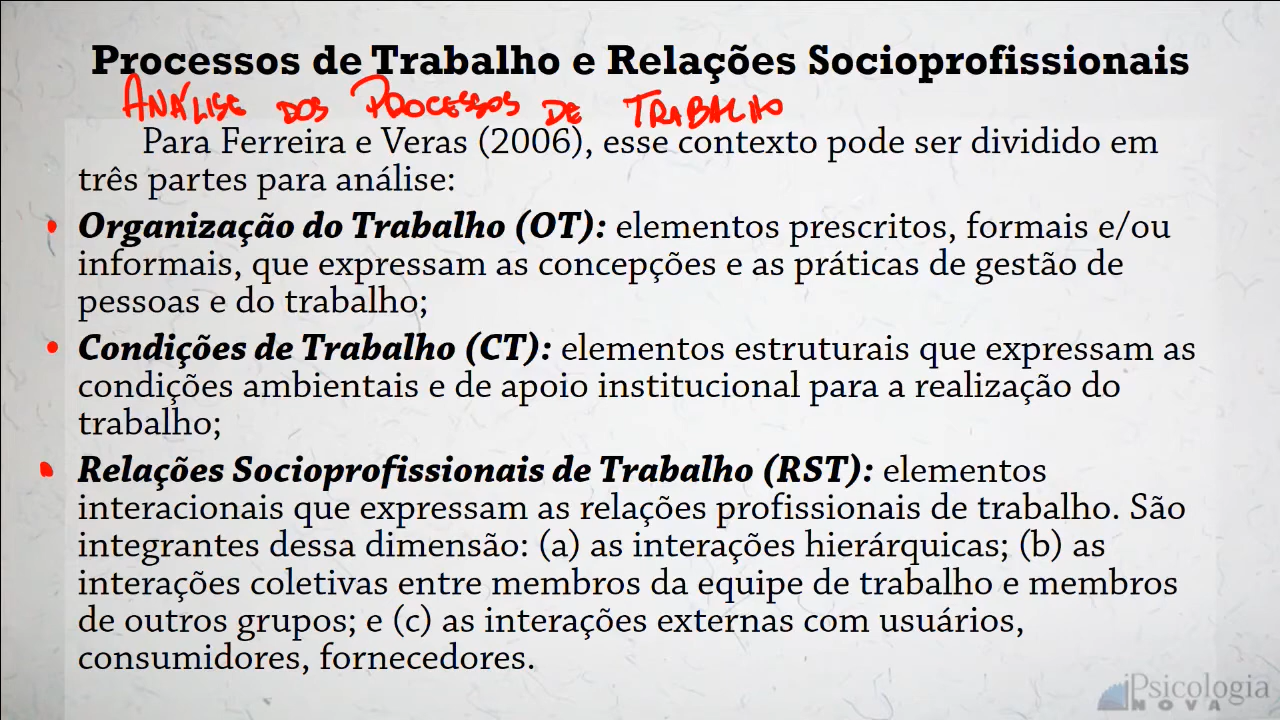 Processos de Trabalho e Relações Socioprofissionais
ANÁLISE DOS PROCESSOS DE TRABALHO
Para Ferreira e Veras (2006), esse contexto pode ser dividido em
três partes para análise:
Organização do Trabalho (OT): elementos prescritos, formais e/ou
informais, que expressam as concepções e as práticas de gestão de
pessoas e do trabalho;
Condições de Trabalho (CT): elementos estruturais que expressam as
condições ambientais e de apoio institucional para a realização do
trabalho;
Relações Socioprofissionais de Trabalho (RST): elementos
interacionais que expressam as relações profissionais de trabalho. São
integrantes dessa dimensão: (a) as interações hierárquicas; (b) as
interações coletivas entre membros da equipe de trabalho e membros
de outros grupos; e (c) as interações externas com usuários,
consumidores, fornecedores.
Psicologia
NOVA